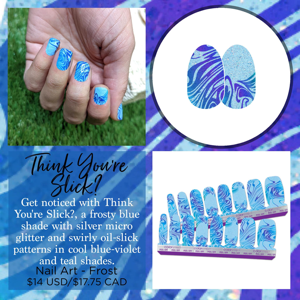 Think You're
Slick?
Get noticed with Think
You're Slick?, a frosty blue
shade with silver micro
glitter and swirly oil-slick
patterns in cool blue-violet
and teal shades.
Nail Art - Frost
$14 USD/$17.75 CAD